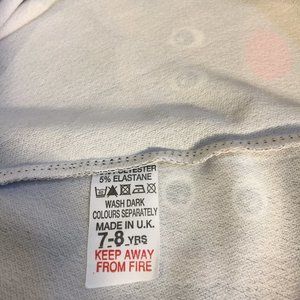 POLYESTER
5% ELASTANE
WASH DARK
COLOURS SEPARATELY
MADE IN U.K.
7-8 YRS
KEEP AWAY
FROM FIRE